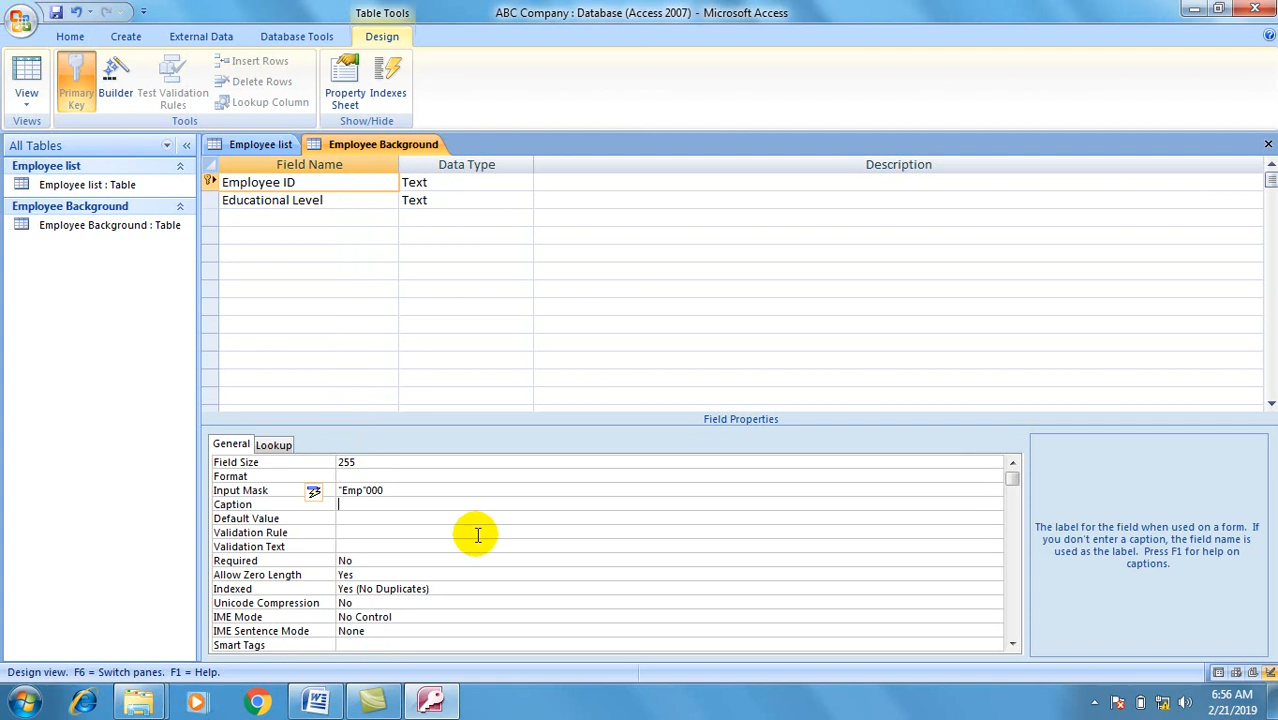 Table Tools
ABC Company : Database (Access 2007) - Microsoft Access
Home
Create
External Data
Database Tools
Design
View
Primary Key
Builder
Test Validation Rules
Insert Rows
Delete Rows
Lookup Column
Property Sheet
Indexes
Views
Tools
Show/Hide
All Tables
Employee list
Employee list : Table
Employee Background
Employee Background : Table
Employee list
Employee Background
Field Name
Data Type
Description
Employee ID
Text
Educational Level
Text
Field Properties
General
Lookup
Field Size
255
Format
Input Mask
"Emp"000
Caption
Default Value
Validation Rule
Validation Text
Required
No
Allow Zero Length
Yes
Indexed
Yes (No Duplicates)
Unicode Compression
No
IME Mode
No Control
IME Sentence Mode
None
Smart Tags
The label for the field when used on a form. If
you don't enter a caption, the field name is
used as the label. Press F1 for help on
captions.
Design view. F6 = Switch panes. F1 = Help.
6:56 AM
2/21/2019